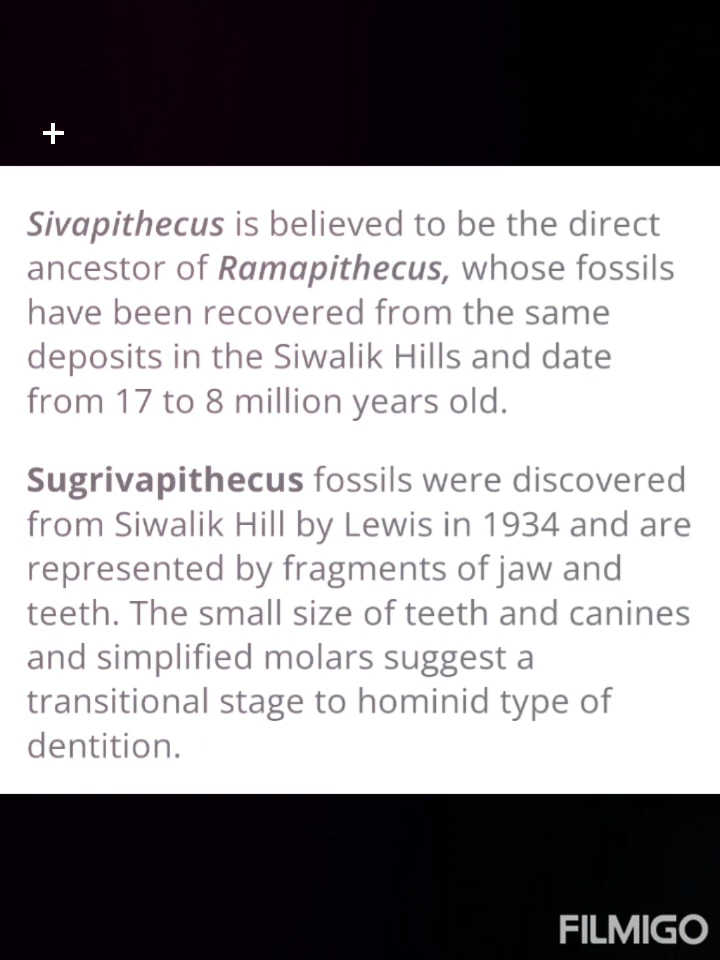 +
Sivapithecus is believed to be the direct
ancestor of Ramapithecus, whose fossils
have been recovered from the same
deposits in the Siwalik Hills and date
from 17 to 8 million years old.
Sugrivapithecus fossils were discovered
from Siwalik Hill by Lewis in 1934 and are
represented by fragments of jaw and
teeth. The small size of teeth and canines
and simplified molars suggest a
transitional stage to hominid type of
dentition.
FILMIGO